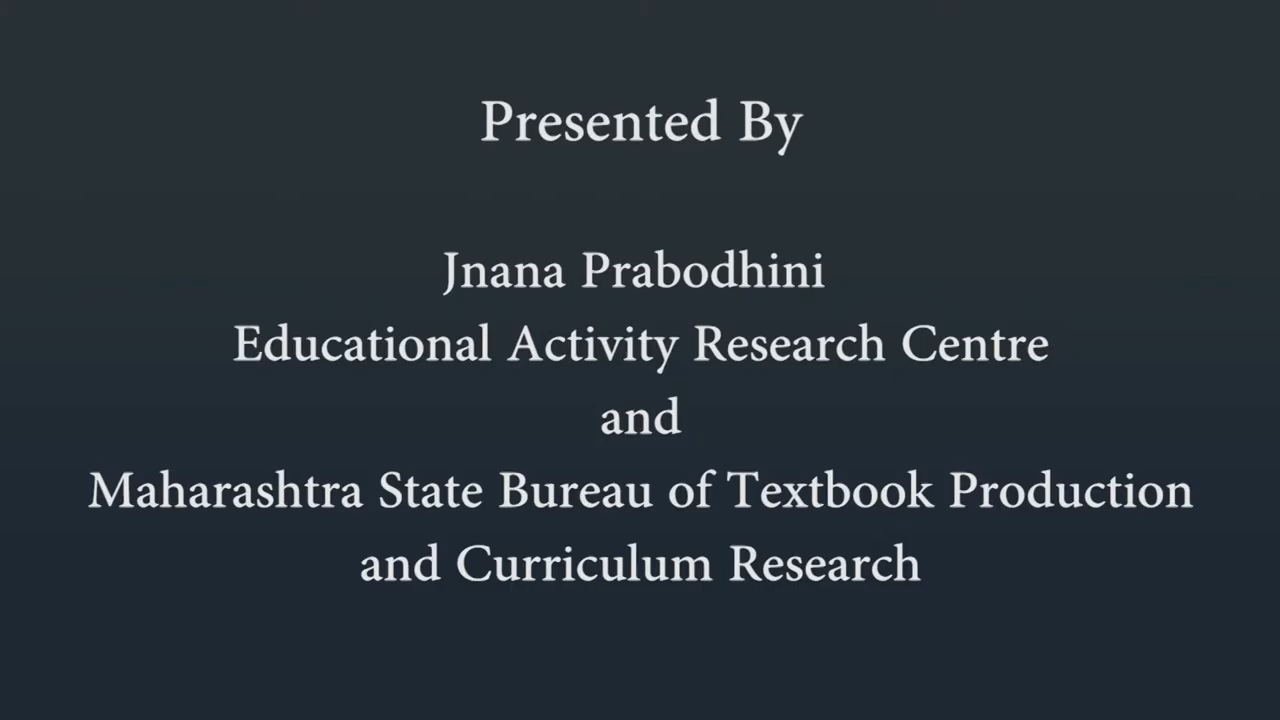 Presented By
Jnana Prabodhini
Educational Activity Research Centre
and
Maharashtra State Bureau of Textbook Production
and Curriculum Research